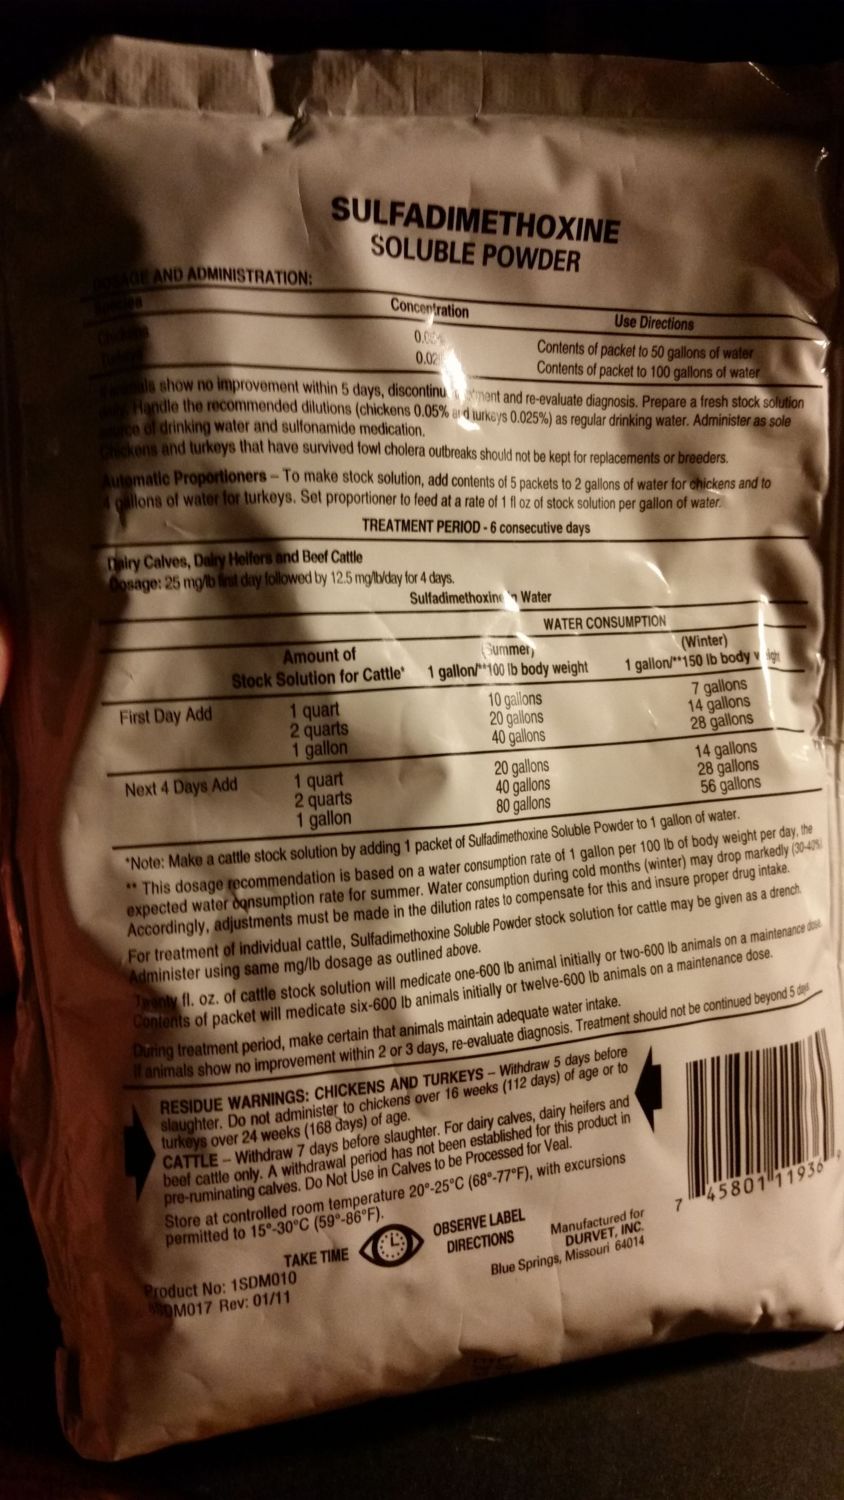 SULFADIMETHOXINE
SOLUBLE POWDER
DOSAGE AND ADMINISTRATION:
Species Concentration Use Directions
Chickens Contents of packet to 50 gallons of water
Turkeys Contents of packet to 100 gallons of water
show no improvement within 5 days, and re-evaluate diagnosis. Prepare a fresh stock solution
Handle the recommended dilutions (chickens 0.05% and turkeys 0.025%) as regular drinking water. Administer as sole
source of drinking water and sulfonamide medication.
Chickens and turkeys that have survived fowl cholera outbreaks should not be kept for replacements or breeders.
Automatic Proportioners – To make stock solution, add contents of 5 packets to 2 gallons of water for chickens and to
4 gallons of water for turkeys. Set proportioner to feed at a rate of 1 fl oz of stock solution per gallon of water.
TREATMENT PERIOD - 6 consecutive days
Dairy Calves, Dairy Heifers and Beef Cattle
Dosage: 25 mg/lb first day followed by 12.5 mg/lb/day for 4 days.
Sulfadimethoxine in Water
WATER CONSUMPTION
Amount of (Summer) (Winter)
Stock Solution for Cattle* 1 gallon/**100 lb body weight 1 gallon/**150 lb body weight
First Day Add 1 quart 10 gallons 7 gallons
2 quarts 20 gallons 14 gallons
1 gallon 40 gallons 28 gallons
Next 4 Days Add 1 quart 20 gallons 14 gallons
2 quarts 40 gallons 28 gallons
1 gallon 80 gallons 56 gallons
*Note: Make a cattle stock solution by adding 1 packet of Sulfadimethoxine Soluble Powder to 1 gallon of water.
** This dosage recommendation is based on a water consumption rate of 1 gallon per 100 lb of body weight per day, the
expected water consumption rate for summer. Water consumption during cold months (winter) may drop markedly (30-40%)
Accordingly, adjustments must be made in the dilution rates to compensate for this and insure proper drug intake.
For treatment of individual cattle, Sulfadimethoxine Soluble Powder stock solution for cattle may be given as a drench.
Administer using same mg/lb dosage as outlined above.
Twenty fl. oz. of cattle stock solution will medicate one-600 lb animal initially or two-600 lb animals on a maintenance dose
Contents of packet will medicate six-600 lb animals initially or twelve-600 lb animals on a maintenance dose.
During treatment period, make certain that animals maintain adequate water intake.
If animals show no improvement within 2 or 3 days, re-evaluate diagnosis. Treatment should not be continued beyond 5 days
RESIDUE WARNINGS: CHICKENS AND TURKEYS – Withdraw 5 days before
slaughter. Do not administer to chickens over 16 weeks (112 days) of age or to
turkeys over 24 weeks (168 days) of age.
CATTLE – Withdraw 7 days before slaughter. For dairy calves, dairy heifers and
beef cattle only. A withdrawal period has not been established for this product in
pre-ruminating calves. Do Not Use in Calves to be Processed for Veal.
Store at controlled room temperature 20°-25°C (68°-77°F), with excursions
permitted to 15°-30°C (59°-86°F).
TAKE TIME
OBSERVE LABEL
DIRECTIONS
Manufactured for
DURVET, INC.
Blue Springs, Missouri 64014
Product No: 1SDM010
Rev: 01/11
7 45801 11936 9